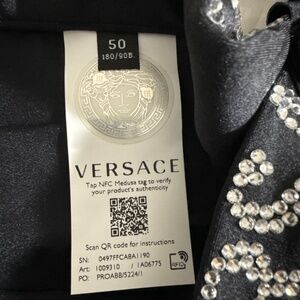 50
180/90B.
VERSACE
Tap NFC Medusa tag to verify
your product's authenticity
Scan QR code for instructions
SN: 0497FFCABA1190
Art: 1009310 / 1A06775
PO: PROABB/5224/1
RFID